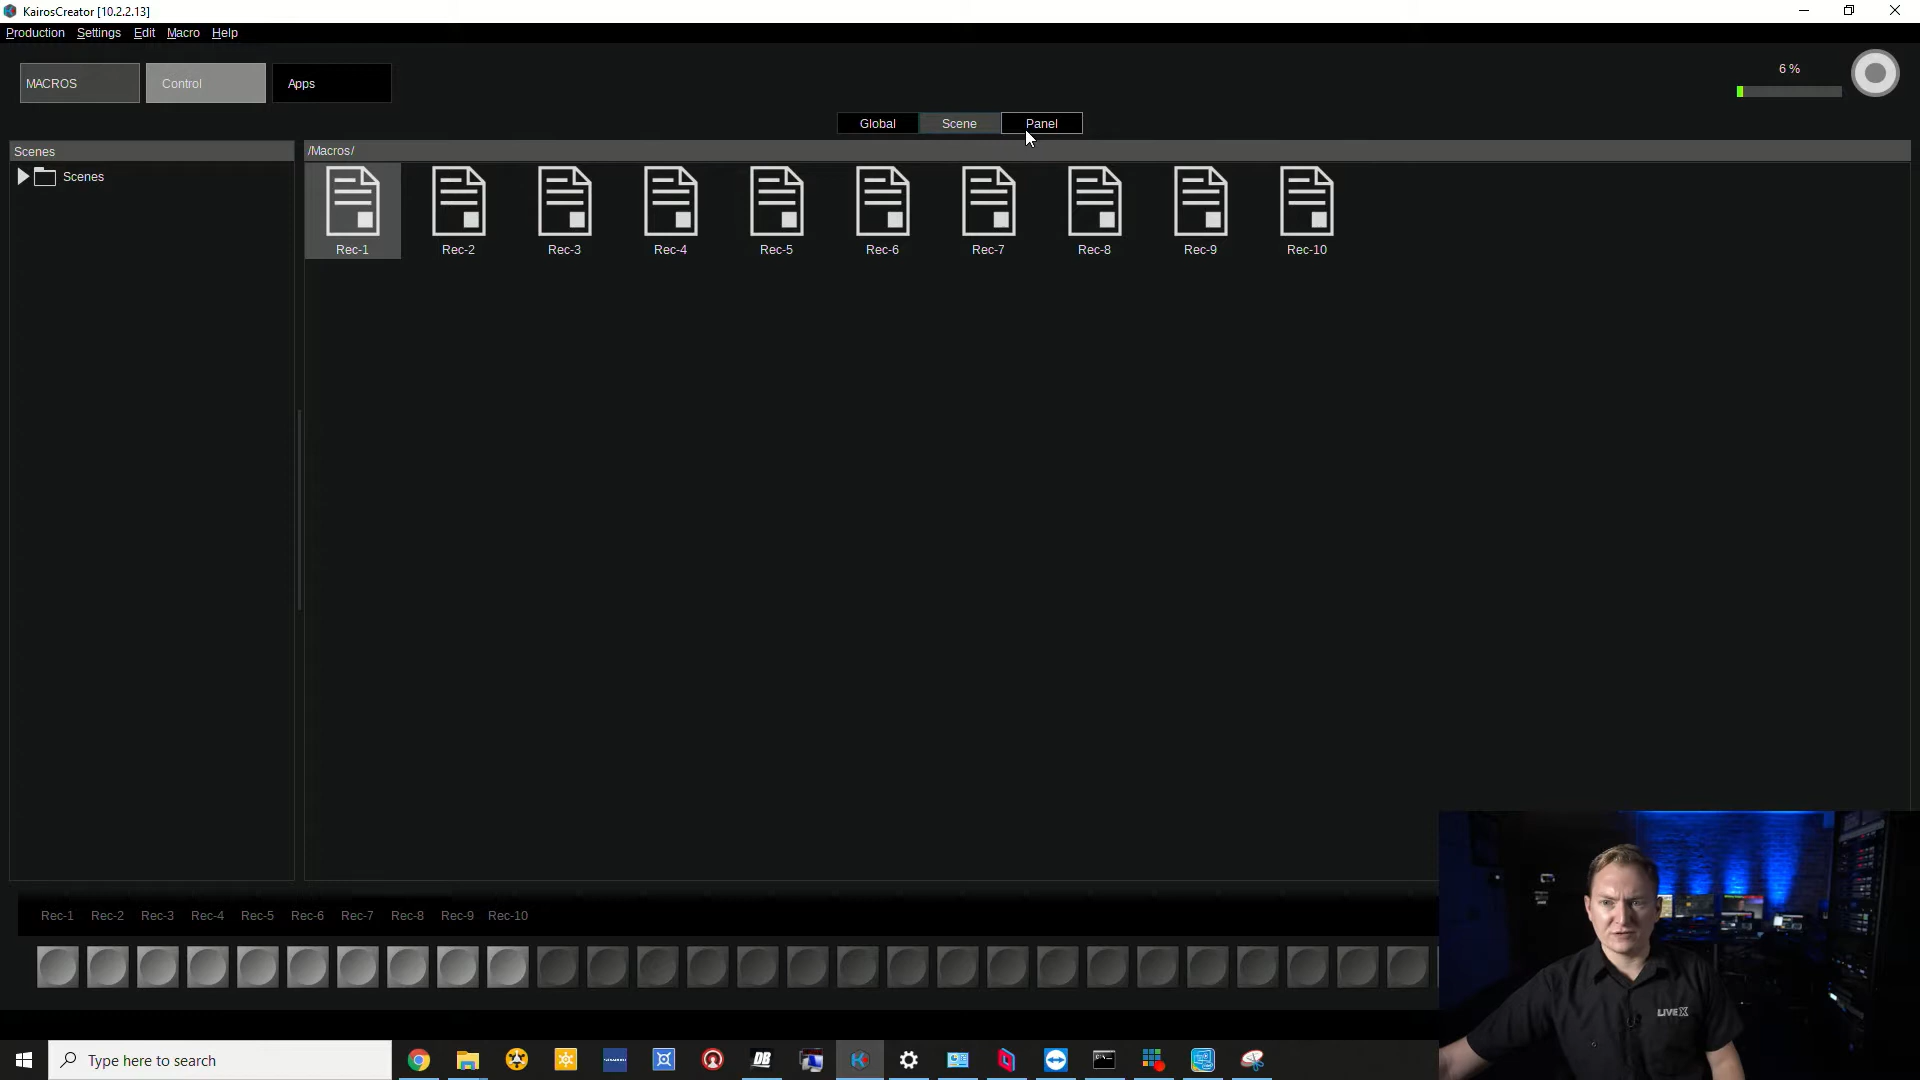 KairosCreator [10.2.2.13]
Production Settings Edit Macro Help
MACROS Control Apps
6 %
Global Scene Panel
Scenes
/Macros/
Scenes
Rec-1 Rec-2 Rec-3 Rec-4 Rec-5 Rec-6 Rec-7 Rec-8 Rec-9 Rec-10
Rec-1 Rec-2 Rec-3 Rec-4 Rec-5 Rec-6 Rec-7 Rec-8 Rec-9 Rec-10
LIVEX
Type here to search
DB